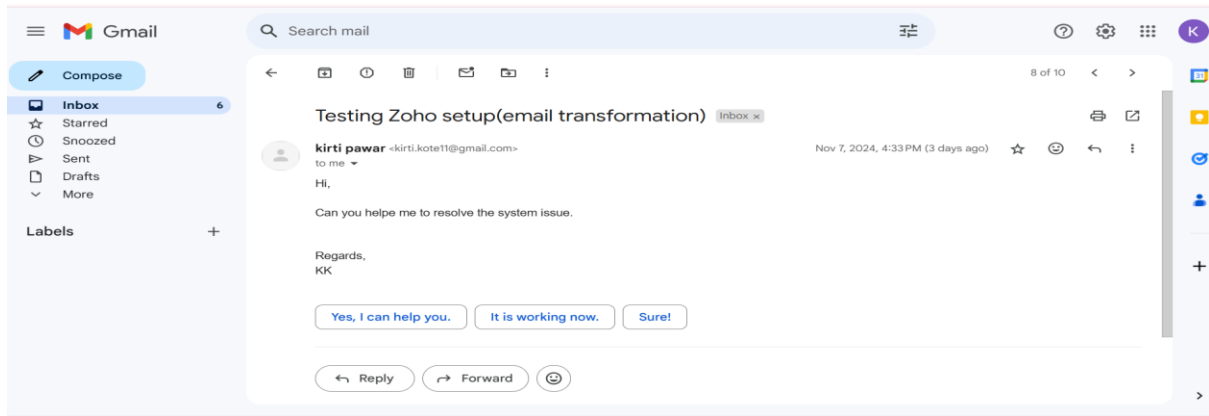 Gmail
Search mail
K
Compose
8 of 10
31
Inbox 6
Starred
Snoozed
Sent
Drafts
More
Labels
Testing Zoho setup(email transformation) Inbox x
kirti pawar <kirti.kote11@gmail.com> Nov 7, 2024, 4:33 PM (3 days ago)
to me
Hi,
Can you helpe me to resolve the system issue.
Regards,
KK
Yes, I can help you. It is working now. Sure!
Reply Forward